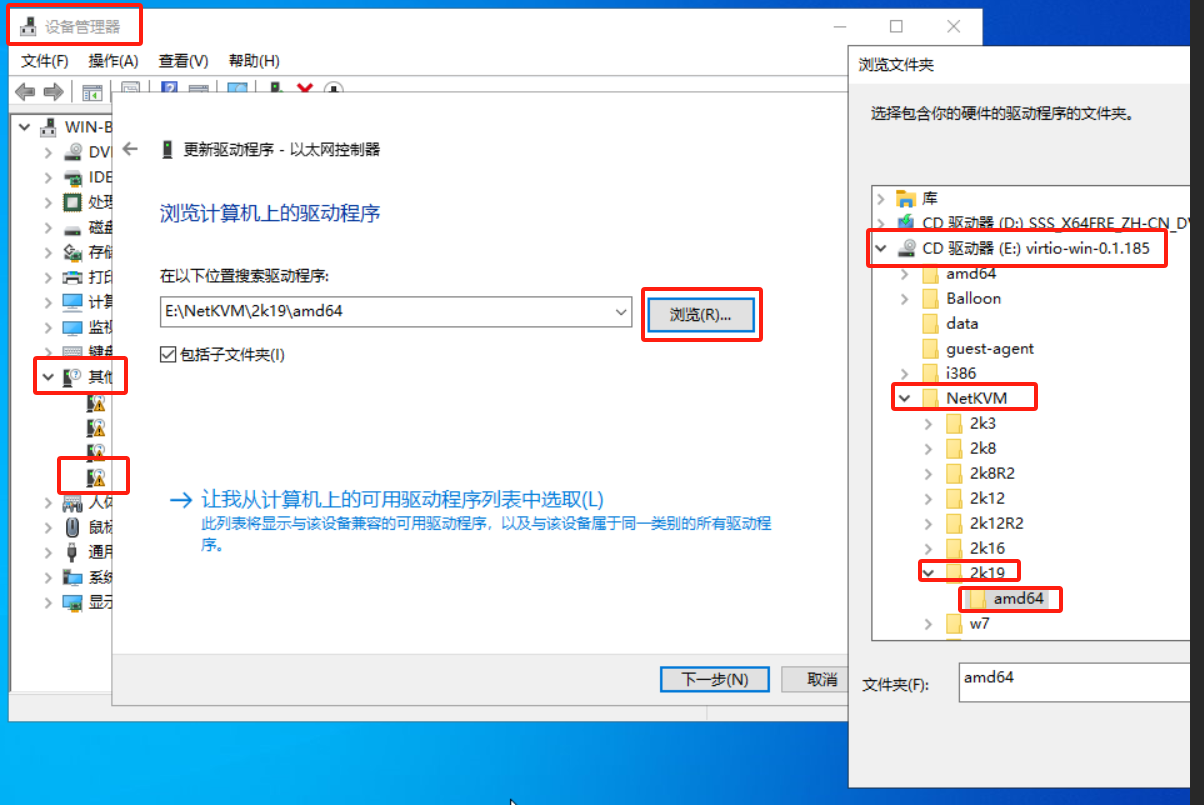 设备管理器
文件(F) 操作(A) 查看(V) 帮助(H)
WIN-B
DVI
IDE
处理
磁盘
存储
打印
计算
监视
键盘
其他
人体
鼠标
通用
系统
显示
更新驱动程序 - 以太网控制器
浏览计算机上的驱动程序
在以下位置搜索驱动程序:
E:\NetKVM\2k19\amd64
浏览(R)...
包括子文件夹(I)
让我从计算机上的可用驱动程序列表中选取(L)
此列表将显示与该设备兼容的可用驱动程序，以及与该设备属于同一类别的所有驱动程
序。
下一步(N) 取消
浏览文件夹
选择包含你的硬件的驱动程序的文件夹。
库
CD 驱动器 (D:) SSS_X64FRE_ZH-CN_DV
CD 驱动器 (E:) virtio-win-0.1.185
amd64
Balloon
data
guest-agent
i386
NetKVM
2k3
2k8
2k8R2
2k12
2k12R2
2k16
2k19
amd64
w7
文件夹(F):
amd64